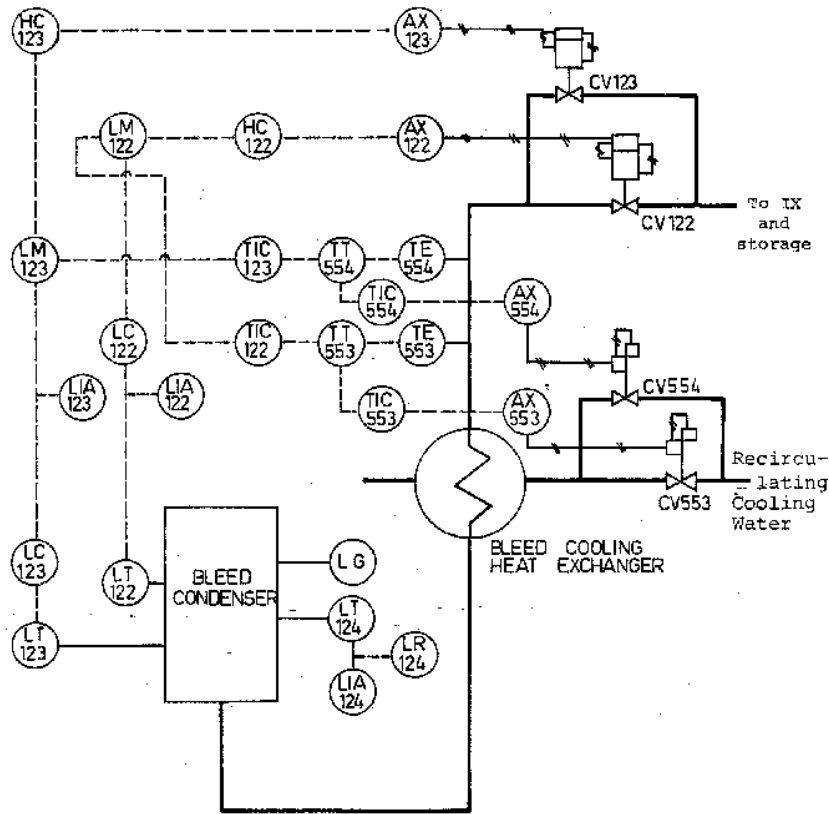 HC
123
AX
123
CV123
LM
122
HC
122
AX
122
CV122
To IX
and
storage
LM
123
TIC
123
TT
554
TE
554
TIC
554
AX
554
LC
122
TIC
122
TT
553
TE
553
LIA
123
LIA
122
TIC
553
AX
553
CV554
CV553
Recircu-
lating
Cooling
Water
BLEED COOLING
HEAT EXCHANGER
LC
123
LT
122
BLEED
CONDENSER
LG
LT
124
LR
124
LT
123
LIA
124